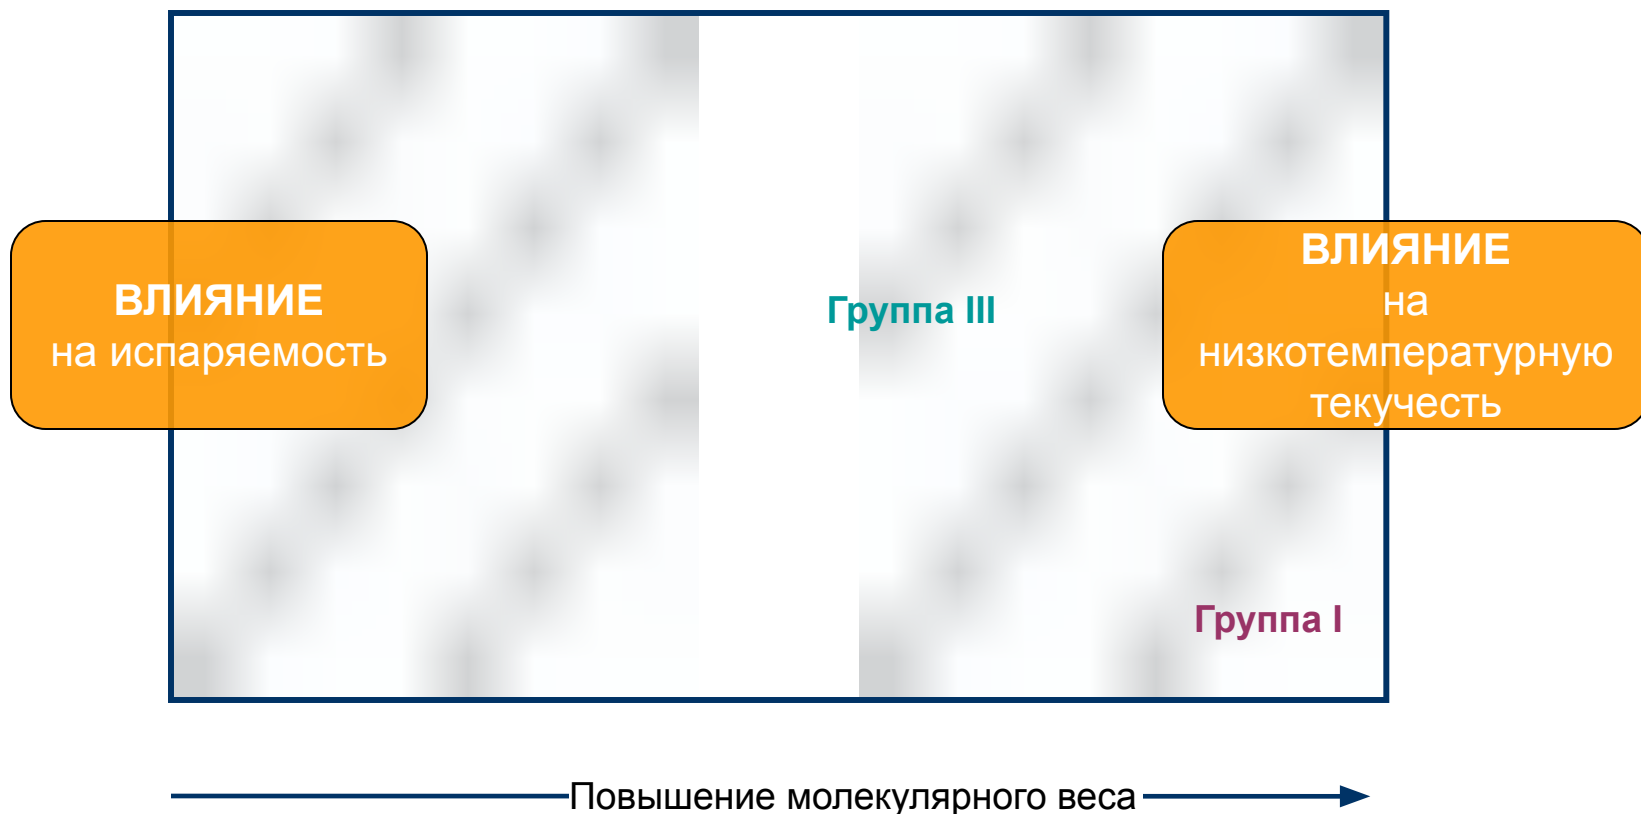 ВЛИЯНИЕ
на испаряемость
Группа III
ВЛИЯНИЕ
на
низкотемпературную
текучесть
Группа I
Повышение молекулярного веса